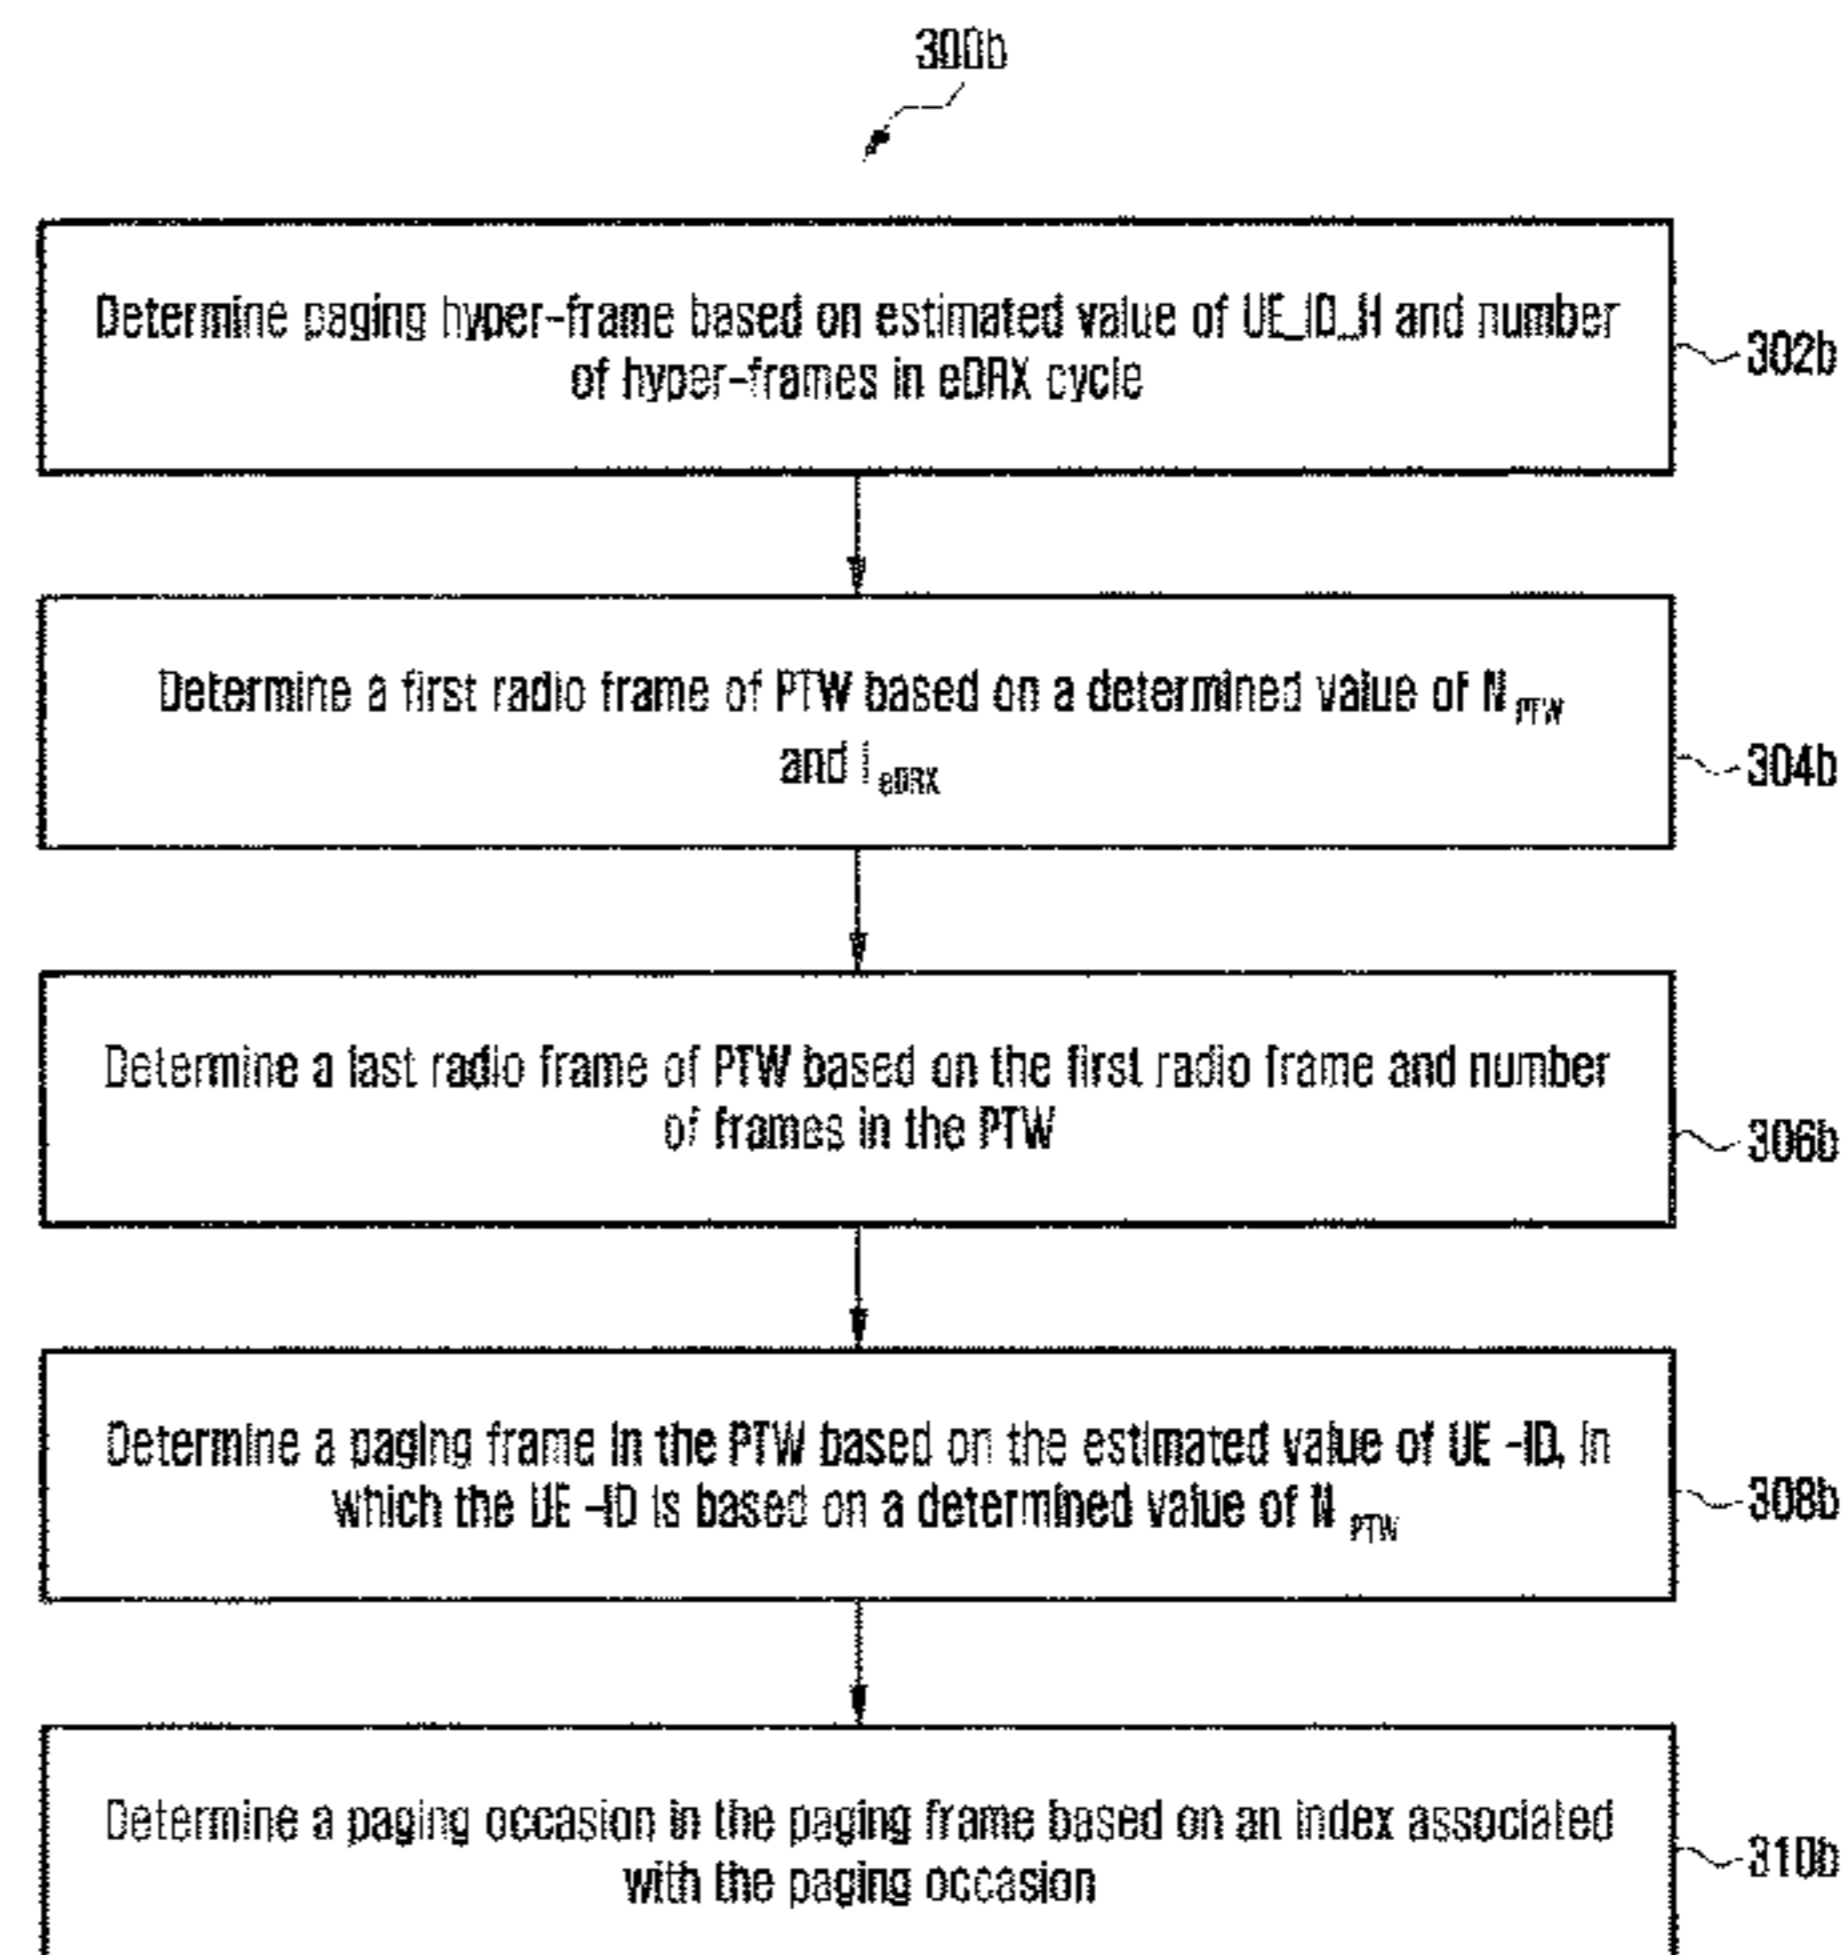 300b
Determine paging hyper-frame based on estimated value of UE_ID_H and number
of hyper-frames in eDRX cycle
302b
Determine a first radio frame of PTW based on a determined value of N PTW
and i eDRX
304b
Determine a last radio frame of PTW based on the first radio frame and number
of frames in the PTW
306b
Determine a paging frame in the PTW based on the estimated value of UE -ID, in
which the UE -ID is based on a determined value of N PTW
308b
Determine a paging occasion in the paging frame based on an index associated
with the paging occasion
310b